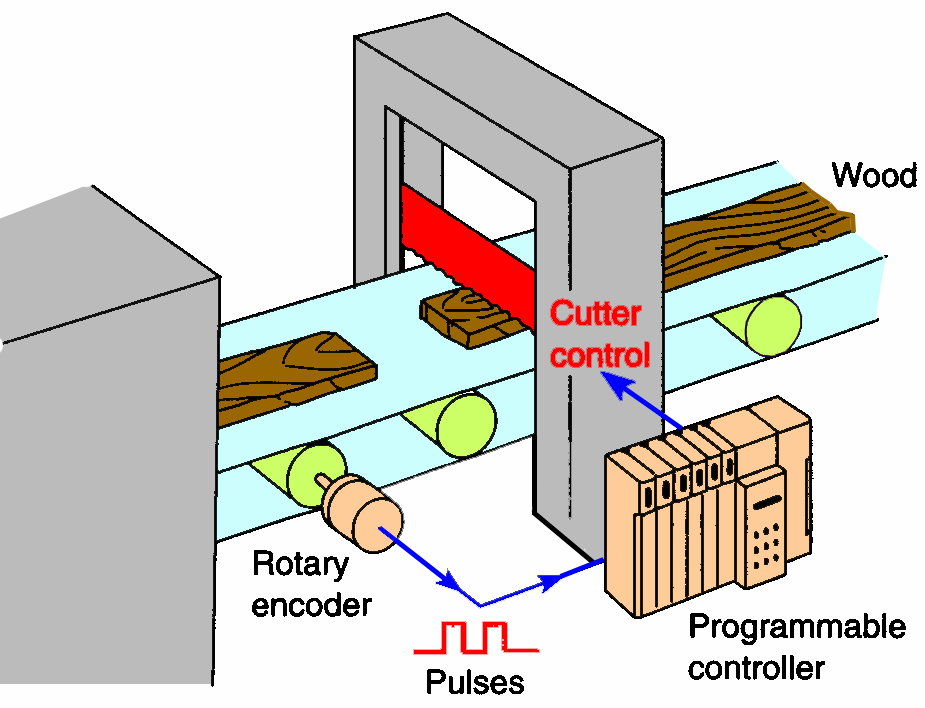 Wood
Cutter
control
Rotary
encoder
Programmable
controller
Pulses